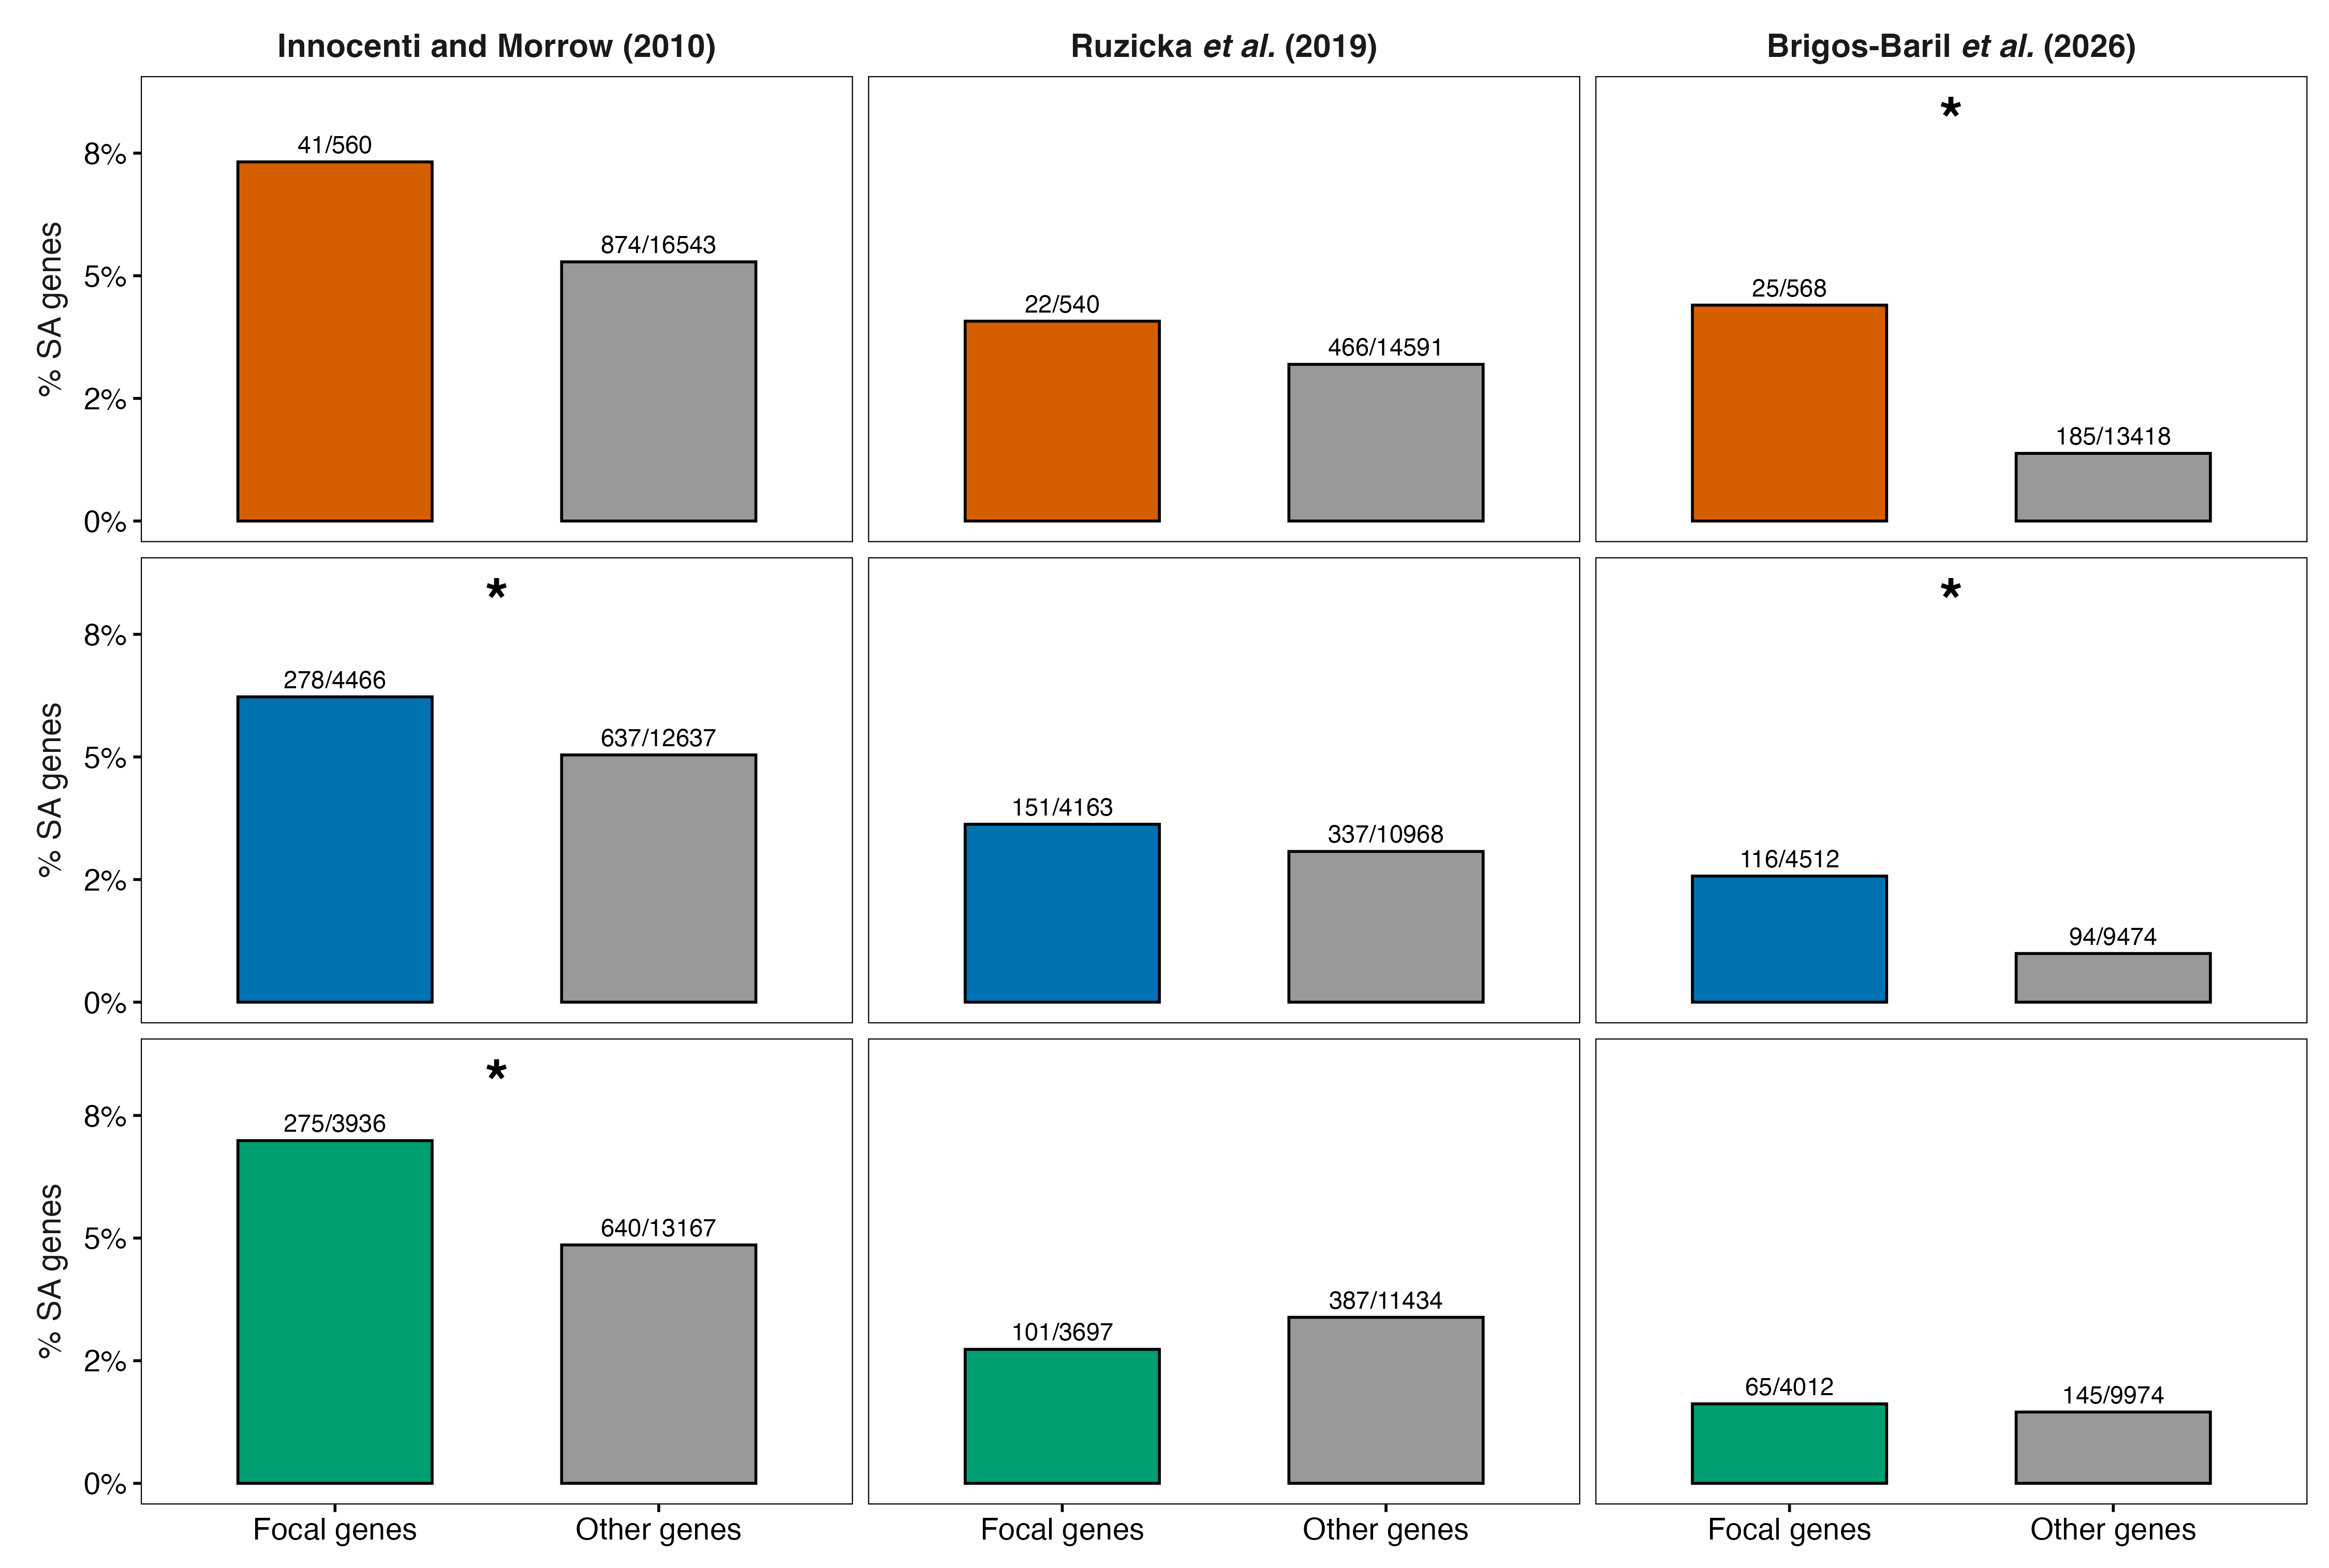 Innocenti and Morrow (2010)
Ruzicka et al. (2019)
Brigos-Baril et al. (2026)
% SA genes
8%
5%
2%
0%
41/560
874/16543
22/540
466/14591
*
25/568
185/13418
% SA genes
8%
5%
2%
0%
*
278/4466
637/12637
151/4163
337/10968
*
116/4512
94/9474
% SA genes
8%
5%
2%
0%
*
275/3936
640/13167
101/3697
387/11434
65/4012
145/9974
Focal genes
Other genes
Focal genes
Other genes
Focal genes
Other genes